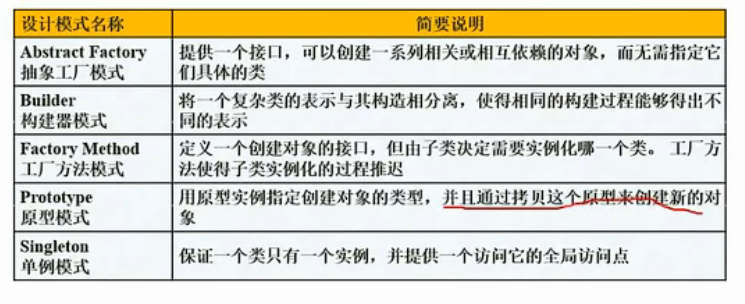 设计模式名称 简要说明
Abstract Factory
抽象工厂模式
提供一个接口，可以创建一系列相关或相互依赖的对象，而无需指定它
们具体的类
Builder
构建器模式
将一个复杂类的表示与其构造相分离，使得相同的构建过程能够得出不
同的表示
Factory Method
工厂方法模式
定义一个创建对象的接口，但由子类决定需要实例化哪一个类。 工厂方
法使得子类实例化的过程推迟
Prototype
原型模式
用原型实例指定创建对象的类型，并且通过拷贝这个原型来创建新的对
象
Singleton
单例模式
保证一个类只有一个实例，并提供一个访问它的全局访问点